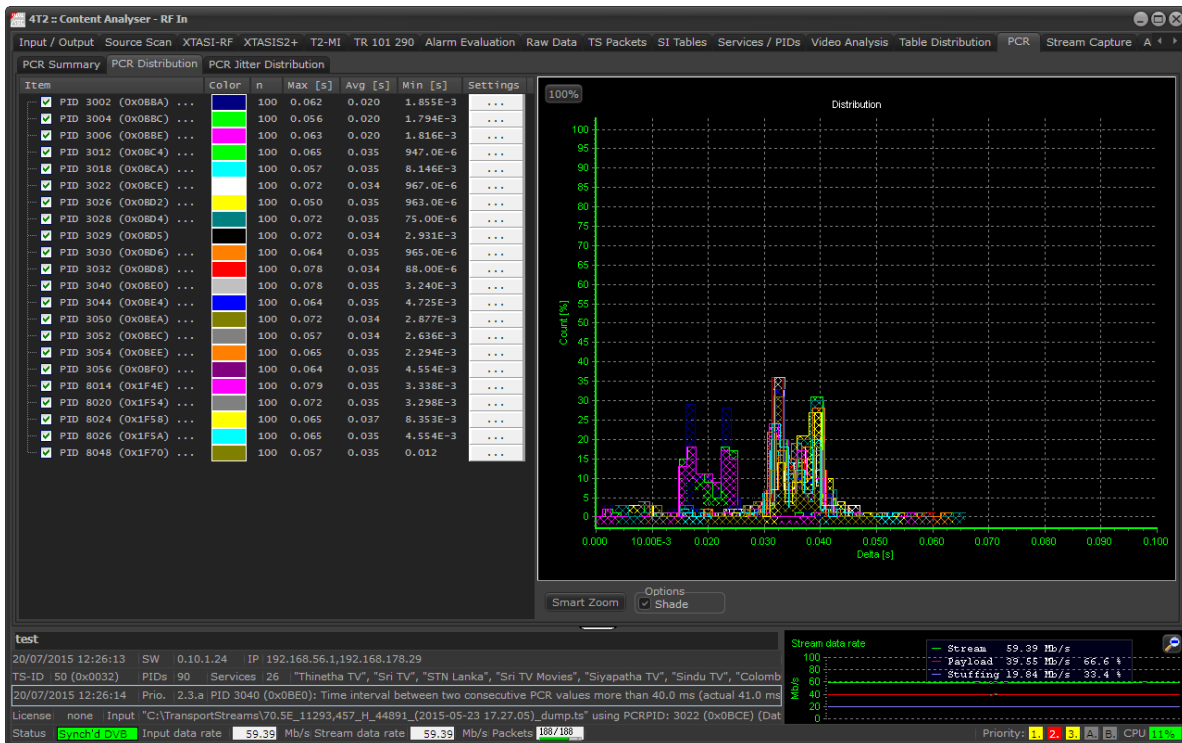 4T2 :: Content Analyser - RF In
Input / Output Source Scan XTASI-RF XTASIS2+ T2-MI TR 101 290 Alarm Evaluation Raw Data TS Packets SI Tables Services / PIDs Video Analysis Table Distribution PCR Stream Capture A
PCR Summary PCR Distribution PCR Jitter Distribution
Item Color n Max [s] Avg [s] Min [s] Settings
PID 3002 (0x0BBA) ... 100 0.062 0.020 1.855E-3 ...
PID 3004 (0x0BBC) ... 100 0.056 0.020 1.794E-3 ...
PID 3006 (0x0BBE) ... 100 0.063 0.020 1.816E-3 ...
PID 3012 (0x0BC4) ... 100 0.065 0.035 947.0E-6 ...
PID 3018 (0x0BCA) ... 100 0.057 0.035 8.146E-3 ...
PID 3022 (0x0BCE) ... 100 0.072 0.034 967.0E-6 ...
PID 3026 (0x0BD2) ... 100 0.050 0.035 963.0E-6 ...
PID 3028 (0x0BD4) ... 100 0.072 0.035 75.00E-6 ...
PID 3029 (0x0BD5) 100 0.072 0.034 2.931E-3 ...
PID 3030 (0x0BD6) ... 100 0.064 0.035 965.0E-6 ...
PID 3032 (0x0BD8) ... 100 0.078 0.034 88.00E-6 ...
PID 3040 (0x0BE0) ... 100 0.078 0.035 3.240E-3 ...
PID 3044 (0x0BE4) ... 100 0.064 0.035 4.725E-3 ...
PID 3050 (0x0BEA) ... 100 0.072 0.034 2.877E-3 ...
PID 3052 (0x0BEC) ... 100 0.057 0.034 2.636E-3 ...
PID 3054 (0x0BEE) ... 100 0.065 0.035 2.294E-3 ...
PID 3056 (0x0BF0) ... 100 0.064 0.035 4.554E-3 ...
PID 8014 (0x1F4E) ... 100 0.079 0.035 3.338E-3 ...
PID 8020 (0x1F54) ... 100 0.072 0.035 3.298E-3 ...
PID 8024 (0x1F58) ... 100 0.065 0.037 8.353E-3 ...
PID 8026 (0x1F5A) ... 100 0.065 0.035 4.554E-3 ...
PID 8048 (0x1F70) ... 100 0.057 0.035 0.012 ...
100%
Distribution
100
95
90
85
80
75
70
65
60
55
50
45
40
35
30
25
20
15
10
5
0
Count [%]
0.000 10.00E-3 0.020 0.030 0.040 0.050 0.060 0.070 0.080 0.090 0.100
Delta [s]
Smart Zoom
Options
Shade
test
20/07/2015 12:26:13 SW 0.10.1.24 IP 192.168.56.1,192.168.178.29
TS-ID 50 (0x0032) PIDs 90 Services 26 "Thinetha TV", "Sri TV", "STN Lanka", "Sri TV Movies", "Siyapatha TV", "Sindu TV", "Colomb
20/07/2015 12:26:14 Prio. 2.3.a PID 3040 (0x0BE0): Time interval between two consecutive PCR values more than 40.0 ms (actual 41.0 ms
License none Input "C:\TransportStreams\70.5E_11293,457_H_44891_(2015-05-23 17.27.05)_dump.ts" using PCRPID: 3022 (0x0BCE) (Dat
Status Synch'd DVB Input data rate 59.39 Mb/s Stream data rate 59.39 Mb/s Packets 188/188
Stream data rate
100
80
60
40
20
0
Mb/s
Stream 59.39 Mb/s
Payload 39.55 Mb/s 66.6 %
Stuffing 19.84 Mb/s 33.4 %
Priority: 1. 2. 3. A. B. CPU 11%